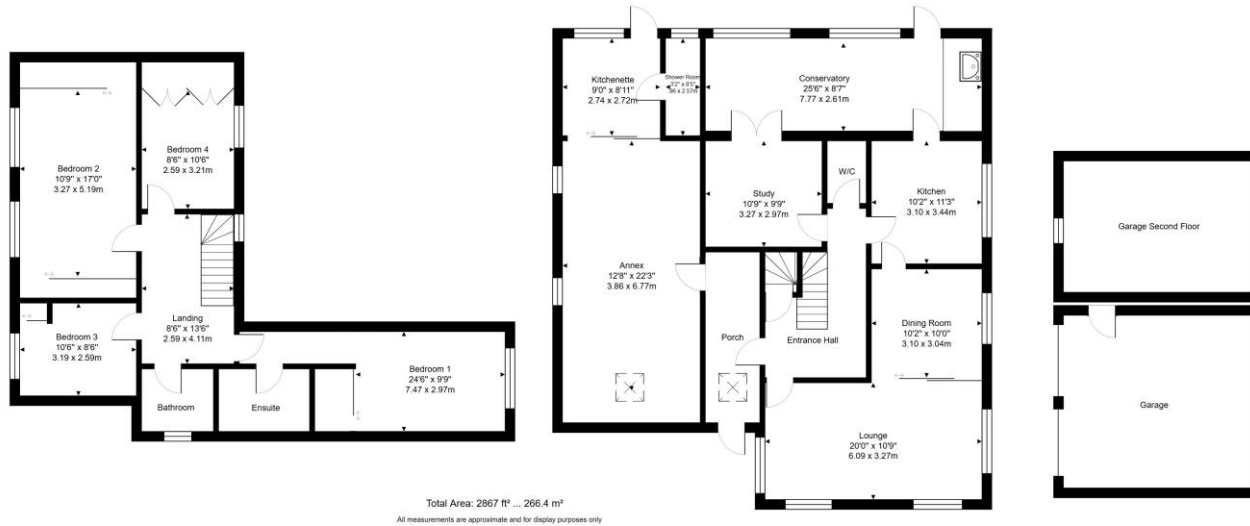 Bedroom 2
10'9" x 17'0"
3.27 x 5.19m
Bedroom 4
8'6" x 10'6"
2.59 x 3.21m
Landing
8'6" x 13'6"
2.59 x 4.11m
Bedroom 3
10'6" x 8'6"
3.19 x 2.59m
Bathroom
Ensuite
Bedroom 1
24'6" x 9'9"
7.47 x 2.97m
Kitchenette
9'0" x 8'11"
2.74 x 2.72m
Shower Room
Conservatory
25'6" x 8'7"
7.77 x 2.61m
Study
10'9" x 9'9"
3.27 x 2.97m
W/C
Kitchen
10'2" x 11'3"
3.10 x 3.44m
Annex
12'8" x 22'3"
3.86 x 6.77m
Porch
Entrance Hall
Dining Room
10'2" x 10'0"
3.10 x 3.04m
Lounge
20'0" x 10'9"
6.09 x 3.27m
Garage Second Floor
Garage
Total Area: 2867 ft² ... 266.4 m²
All measurements are approximate and for display purposes only